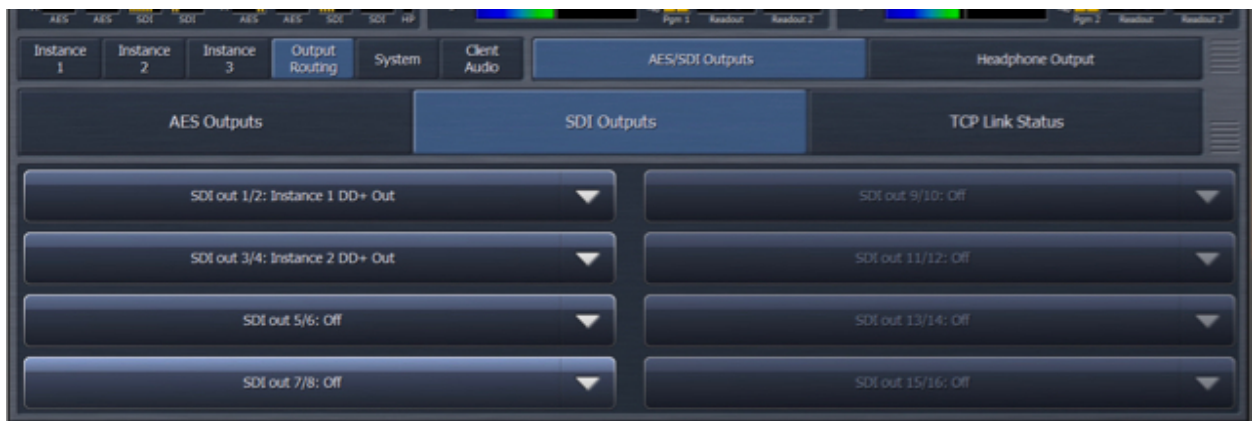 AES AES SDI SDI AES AES SDI SDI HP Pgm 1 Readout Readout 2 Pgm 2 Readout Readout 2
Instance 1 Instance 2 Instance 3 Output Routing System Client Audio AES/SDI Outputs Headphone Output
AES Outputs SDI Outputs TCP Link Status
SDI out 1/2: Instance 1 DD+ Out SDI out 9/10: Off
SDI out 3/4: Instance 2 DD+ Out SDI out 11/12: Off
SDI out 5/6: Off SDI out 13/14: Off
SDI out 7/8: Off SDI out 15/16: Off